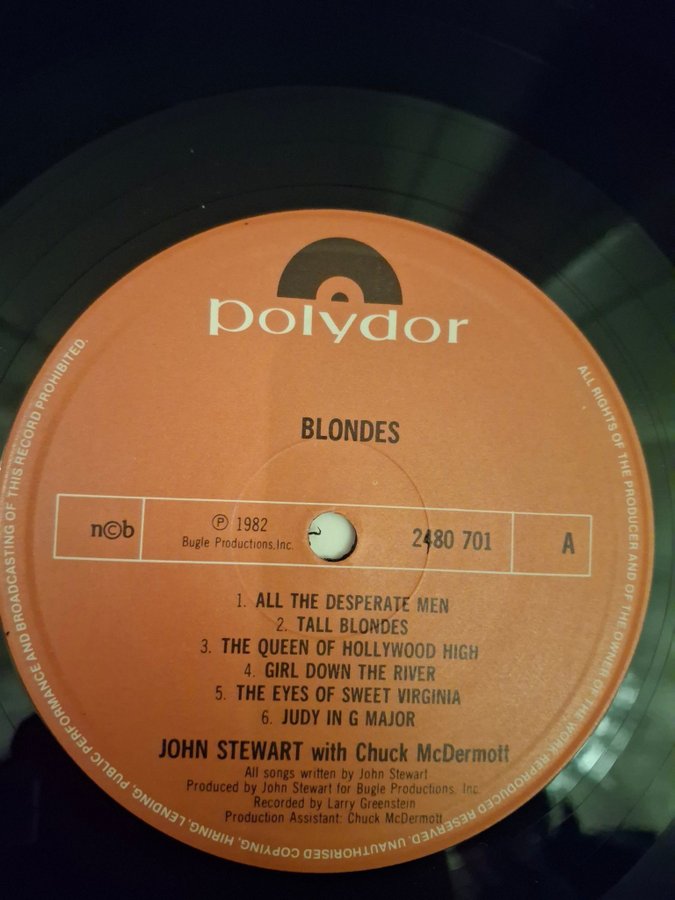 polydor
BLONDES
n©b
℗ 1982
Bugle Productions,Inc.
2480 701
A
1. ALL THE DESPERATE MEN
2. TALL BLONDES
3. THE QUEEN OF HOLLYWOOD HIGH
4. GIRL DOWN THE RIVER
5. THE EYES OF SWEET VIRGINIA
6. JUDY IN G MAJOR
JOHN STEWART with Chuck McDermott
All songs written by John Stewart
Produced by John Stewart for Bugle Productions, Inc.
Recorded by Larry Greenstein
Production Assistant: Chuck McDermott
ALL RIGHTS OF THE PRODUCER AND OF THE OWNER OF THE WORK REPRODUCED RESERVED. UNAUTHORISED COPYING, HIRING, LENDING, PUBLIC PERFORMANCE AND BROADCASTING OF THIS RECORD PROHIBITED.